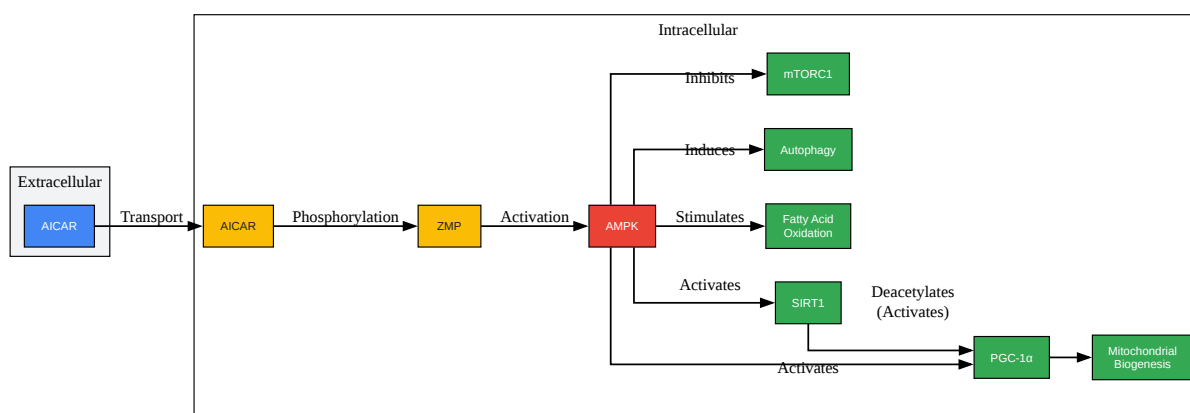 Intracellular
mTORC1
Inhibits
Induces
Autophagy
Extracellular
AICAR
Transport
AICAR
Phosphorylation
ZMP
Activation
AMPK
Stimulates
Fatty Acid
Oxidation
Activates
SIRT1
Deacetylates
(Activates)
Activates
PGC-1α
Mitochondrial
Biogenesis